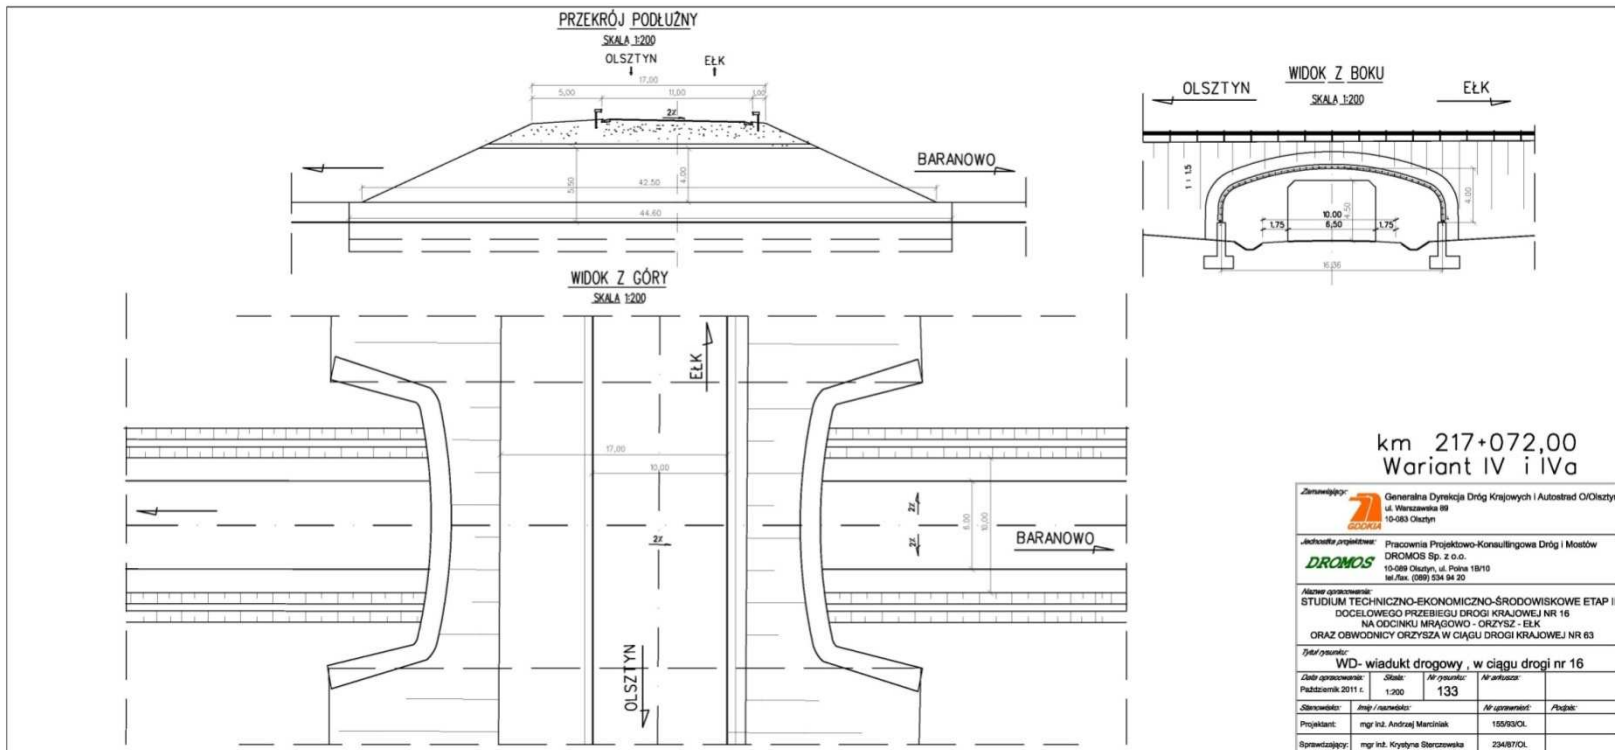 PRZEKRÓJ PODŁUŻNY
SKALA 1:200
OLSZTYN
EŁK
17,00
5,00
11,00
1,00
2%
BARANOWO
5,50
4,00
42.50
44.60
WIDOK Z BOKU
SKALA 1:200
OLSZTYN
EŁK
1 : 1.5
4,00
4,50
10.00
1,75
6,50
1,75
16,36
WIDOK Z GÓRY
SKALA 1:200
EŁK
17,00
10,00
2%
2%
2%
6,00
10,00
BARANOWO
OLSZTYN
km 217+072,00
Wariant IV i IVa
Zamawiający:
GDDKIA
Generalna Dyrekcja Dróg Krajowych i Autostrad O/Olsztyn
ul. Warszawska 89
10-083 Olsztyn
Jednostka projektowa:
DROMOS
Pracownia Projektowo-Konsultingowa Dróg i Mostów
DROMOS Sp. z o.o.
10-089 Olsztyn, ul. Polna 1B/10
tel./fax. (089) 534 94 20
Nazwa opracowania:
STUDIUM TECHNICZNO-EKONOMICZNO-ŚRODOWISKOWE ETAP I
DOCELOWEGO PRZEBIEGU DROGI KRAJOWEJ NR 16
NA ODCINKU MRĄGOWO - ORZYSZ - EŁK
ORAZ OBWODNICY ORZYSZA W CIĄGU DROGI KRAJOWEJ NR 63
Tytuł rysunku:
WD- wiadukt drogowy , w ciągu drogi nr 16
Data opracowania: Skala: Nr rysunku: Nr arkusza:
Październik 2011 r. 1:200 133
Stanowisko: Imię i nazwisko: Nr uprawnień: Podpis:
Projektant: mgr inż. Andrzej Marciniak 155/93/OL
Sprawdzający: mgr inż. Krystyna Sterczewska 234/87/OL